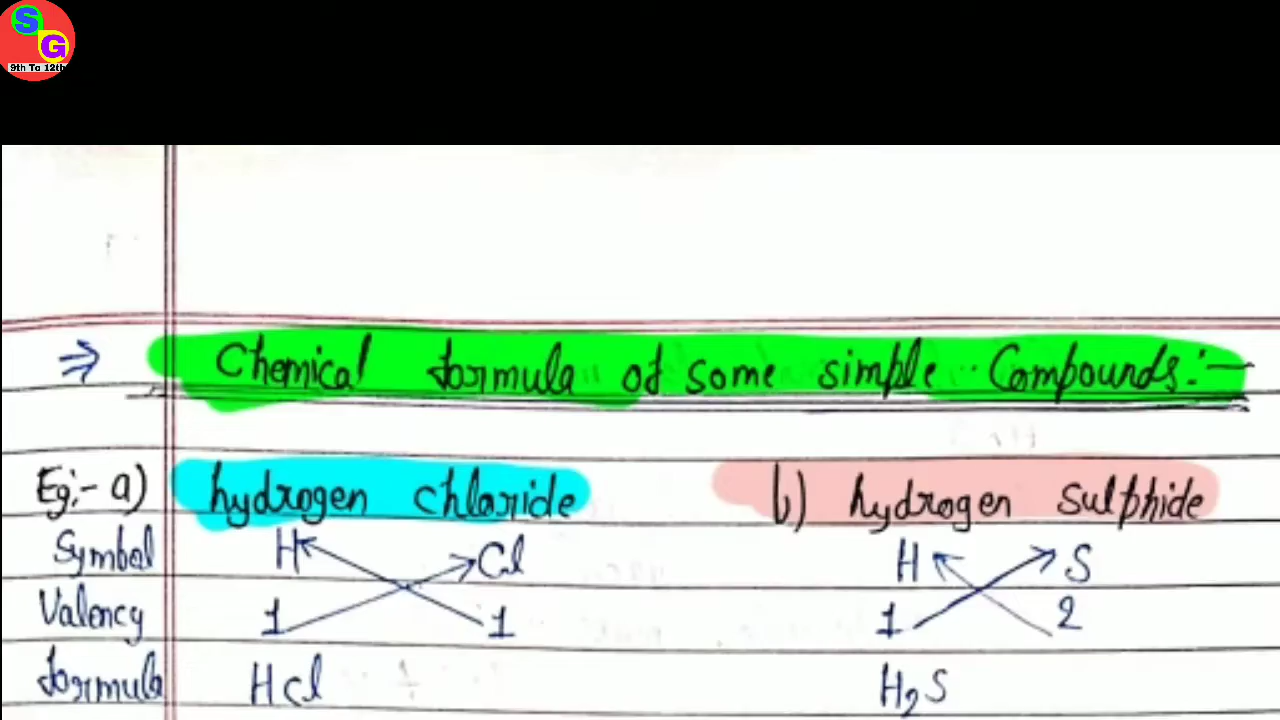 S
G
9th To 12th
⇒ Chemical formula of some simple Compounds:-
Eg:- a) hydrogen chloride b) hydrogen Sulphide
Symbol H Cl H S
Valency 1 1 1 2
formula HCl H₂S